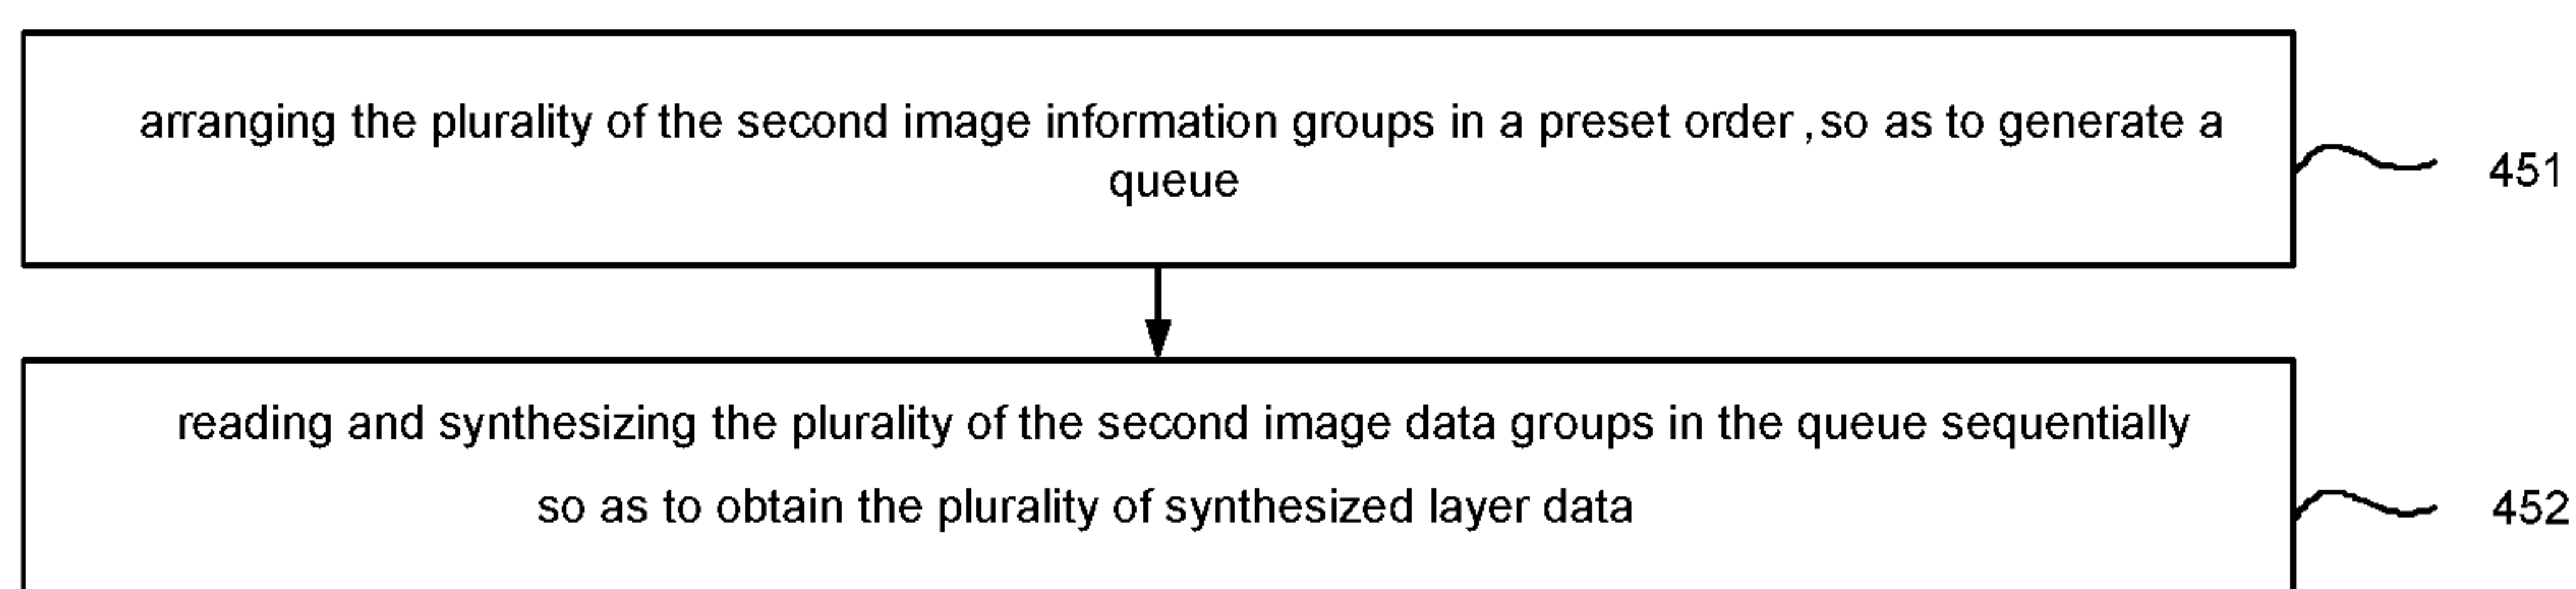 arranging the plurality of the second image information groups in a preset order ,so as to generate a
queue
451
reading and synthesizing the plurality of the second image data groups in the queue sequentially
so as to obtain the plurality of synthesized layer data
452